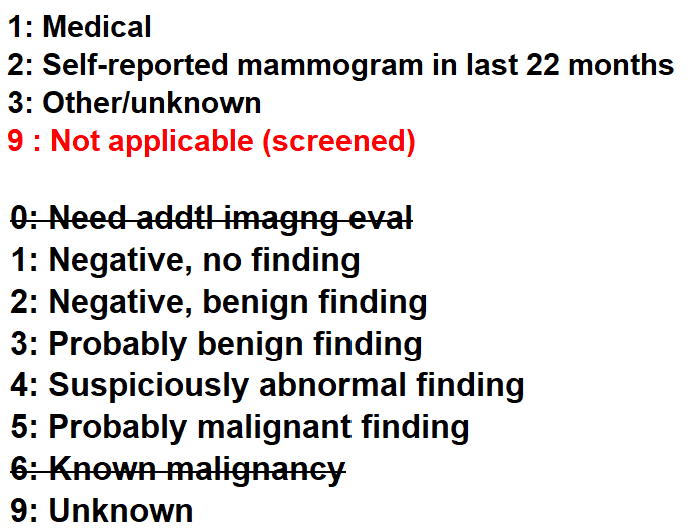 1: Medical
2: Self-reported mammogram in last 22 months
3: Other/unknown
9 : Not applicable (screened)
0: Need addtl imagng eval
1: Negative, no finding
2: Negative, benign finding
3: Probably benign finding
4: Suspiciously abnormal finding
5: Probably malignant finding
6: Known malignancy
9: Unknown